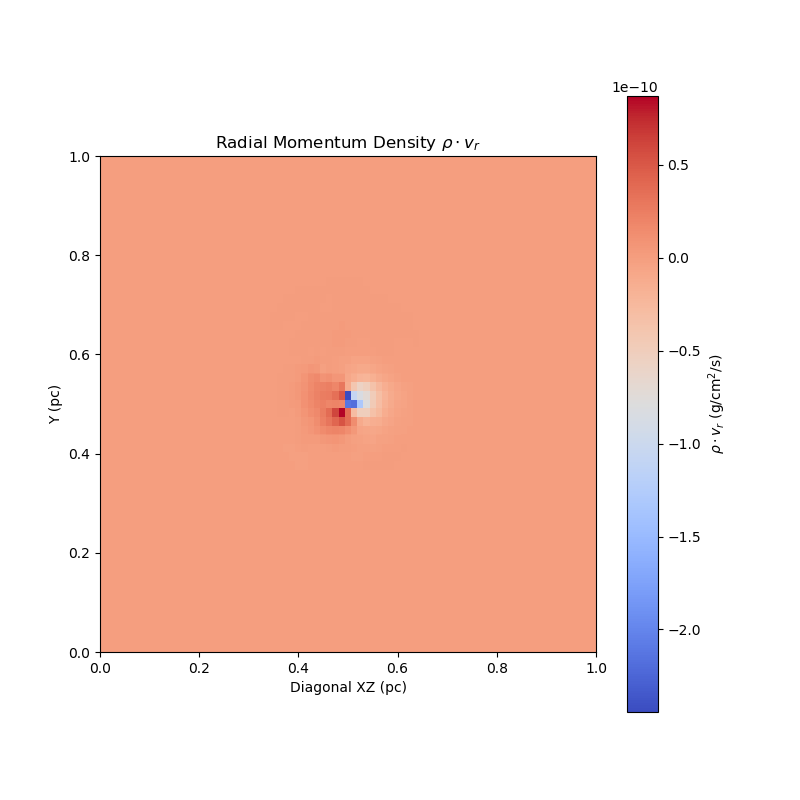 1e−10
Radial Momentum Density ρ · v_r
1.0
0.8
0.6
0.4
0.2
0.0
Y (pc)
0.0 0.2 0.4 0.6 0.8 1.0
Diagonal XZ (pc)
0.5
0.0
−0.5
−1.0
−1.5
−2.0
ρ · v_r (g/cm²/s)